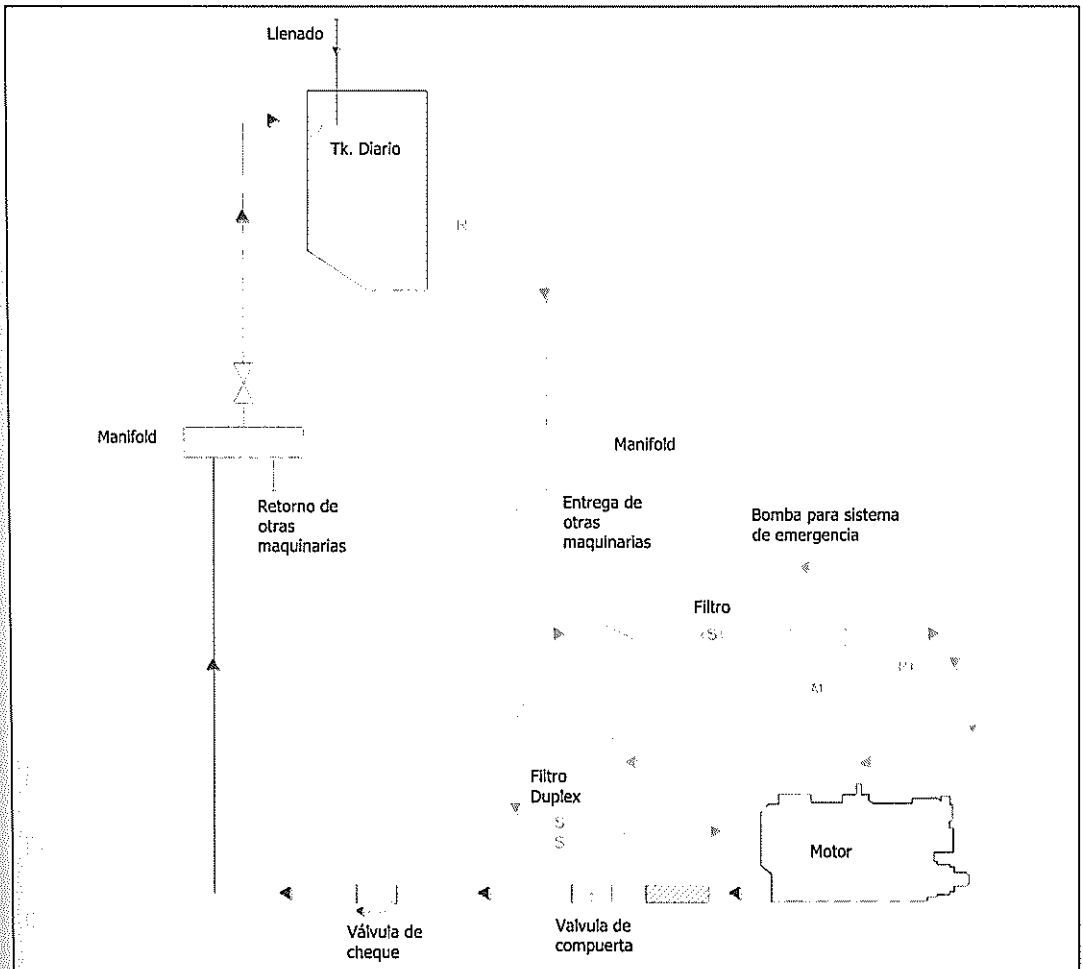 Llenado
Tk. Diario
Manifold
Manifold
Retorno de
otras
maquinarias
Entrega de
otras
maquinarias
Bomba para sistema
de emergencia
Filtro
S
M
Filtro
Duplex
S
S
Motor
Válvula de
cheque
Valvula de
compuerta